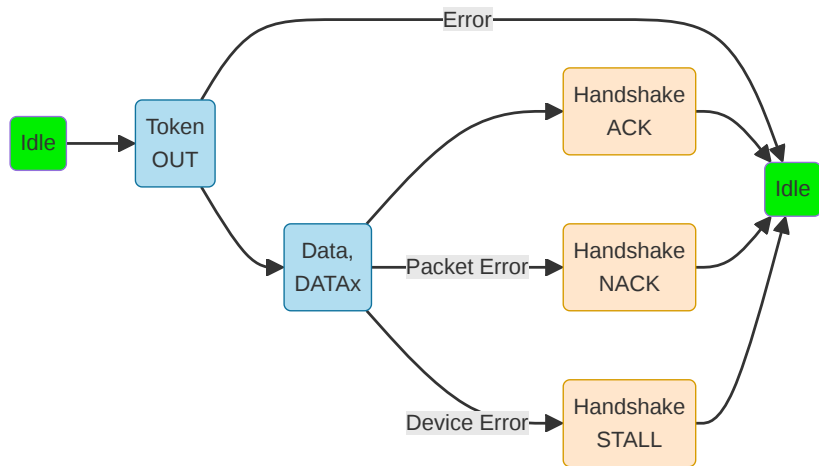 Error
Idle
Token
OUT
Data,
DATAx
Packet Error
Device Error
Handshake
ACK
Handshake
NACK
Handshake
STALL
Idle